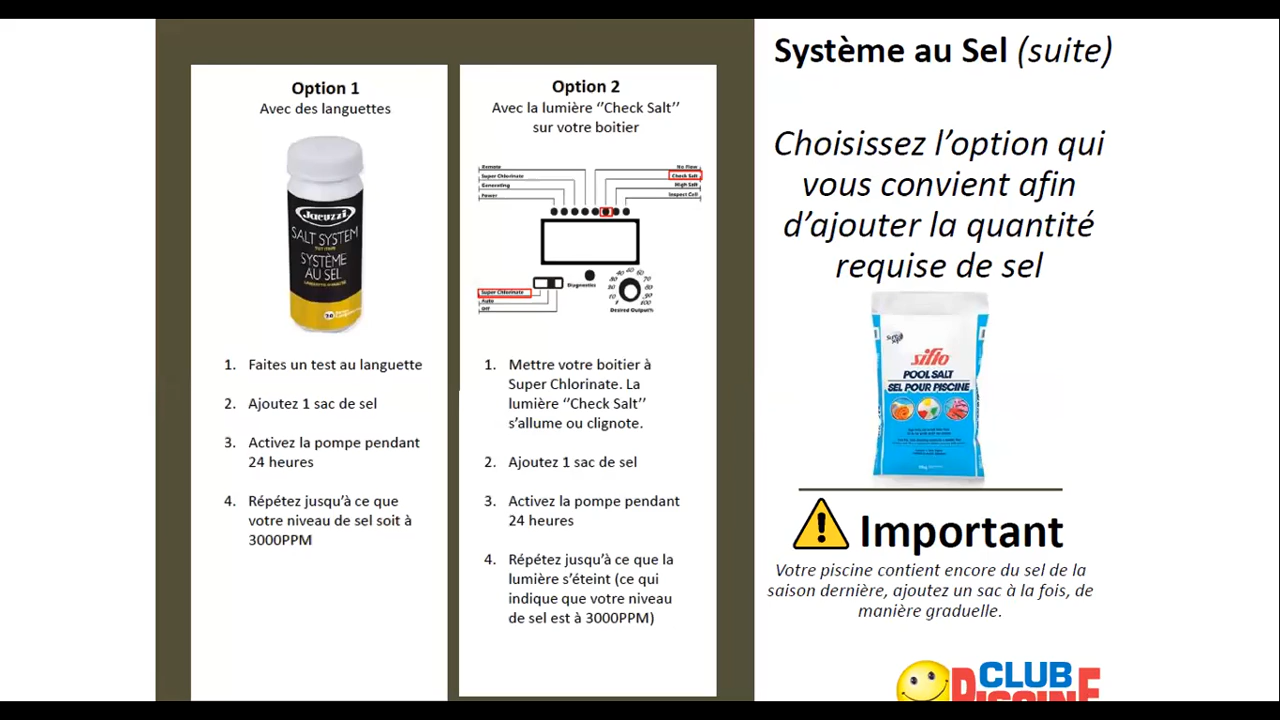 Système au Sel (suite)
Option 1
Avec des languettes
Jacuzzi
SALT SYSTEM
SYSTÈME
AU SEL
1. Faites un test au languette
2. Ajoutez 1 sac de sel
3. Activez la pompe pendant
24 heures
4. Répétez jusqu’à ce que
votre niveau de sel soit à
3000PPM
Option 2
Avec la lumière ‘’Check Salt’’
sur votre boitier
Remote
Super Chlorinate
Generating
Power
No Flow
Check Salt
High Salt
Inspect Cell
Super Chlorinate
Auto
Off
Diagnostics
Desired Output%
1. Mettre votre boitier à
Super Chlorinate. La
lumière ‘’Check Salt’’
s’allume ou clignote.
2. Ajoutez 1 sac de sel
3. Activez la pompe pendant
24 heures
4. Répétez jusqu’à ce que la
lumière s’éteint (ce qui
indique que votre niveau
de sel est à 3000PPM)
Choisissez l’option qui
vous convient afin
d’ajouter la quantité
requise de sel
sifto
POOL SALT
SEL POUR PISCINE
Important
Votre piscine contient encore du sel de la
saison dernière, ajoutez un sac à la fois, de
manière graduelle.
CLUB
PISCINE